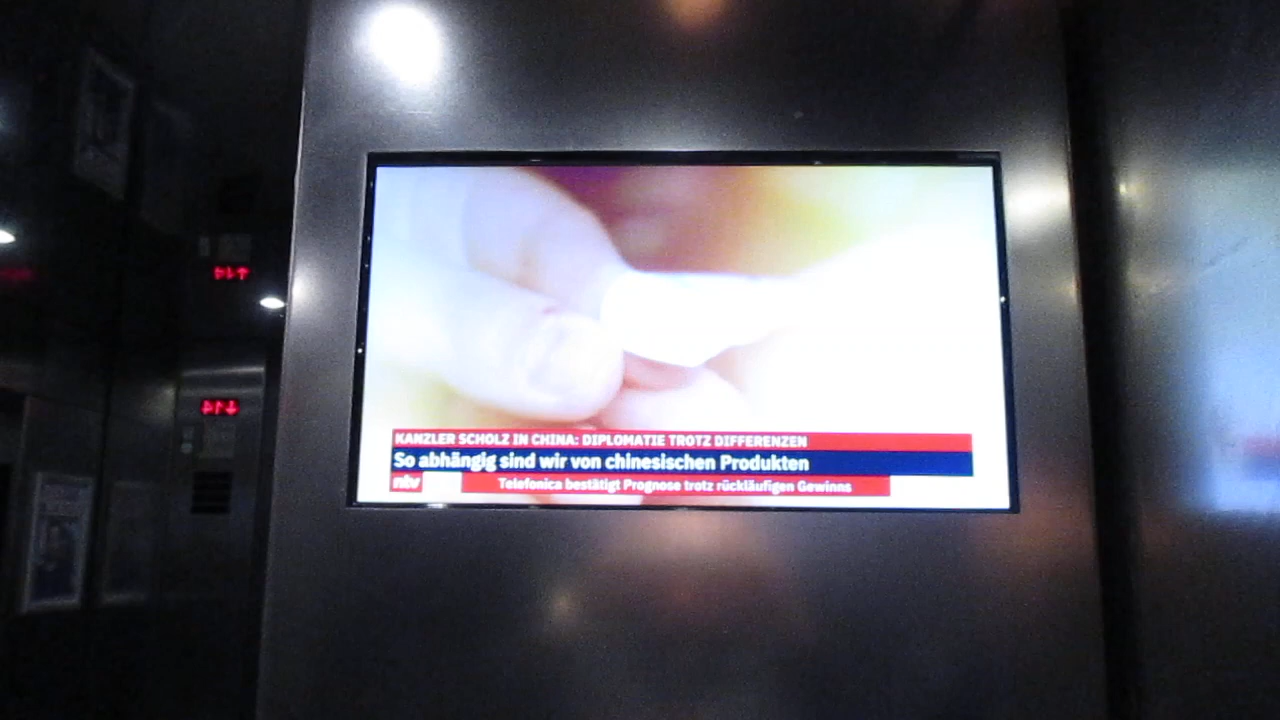 KANZLER SCHOLZ IN CHINA: DIPLOMATIE TROTZ DIFFERENZEN
So abhängig sind wir von chinesischen Produkten
ntv
Telefonica bestätigt Prognose trotz rückläufigen Gewinns